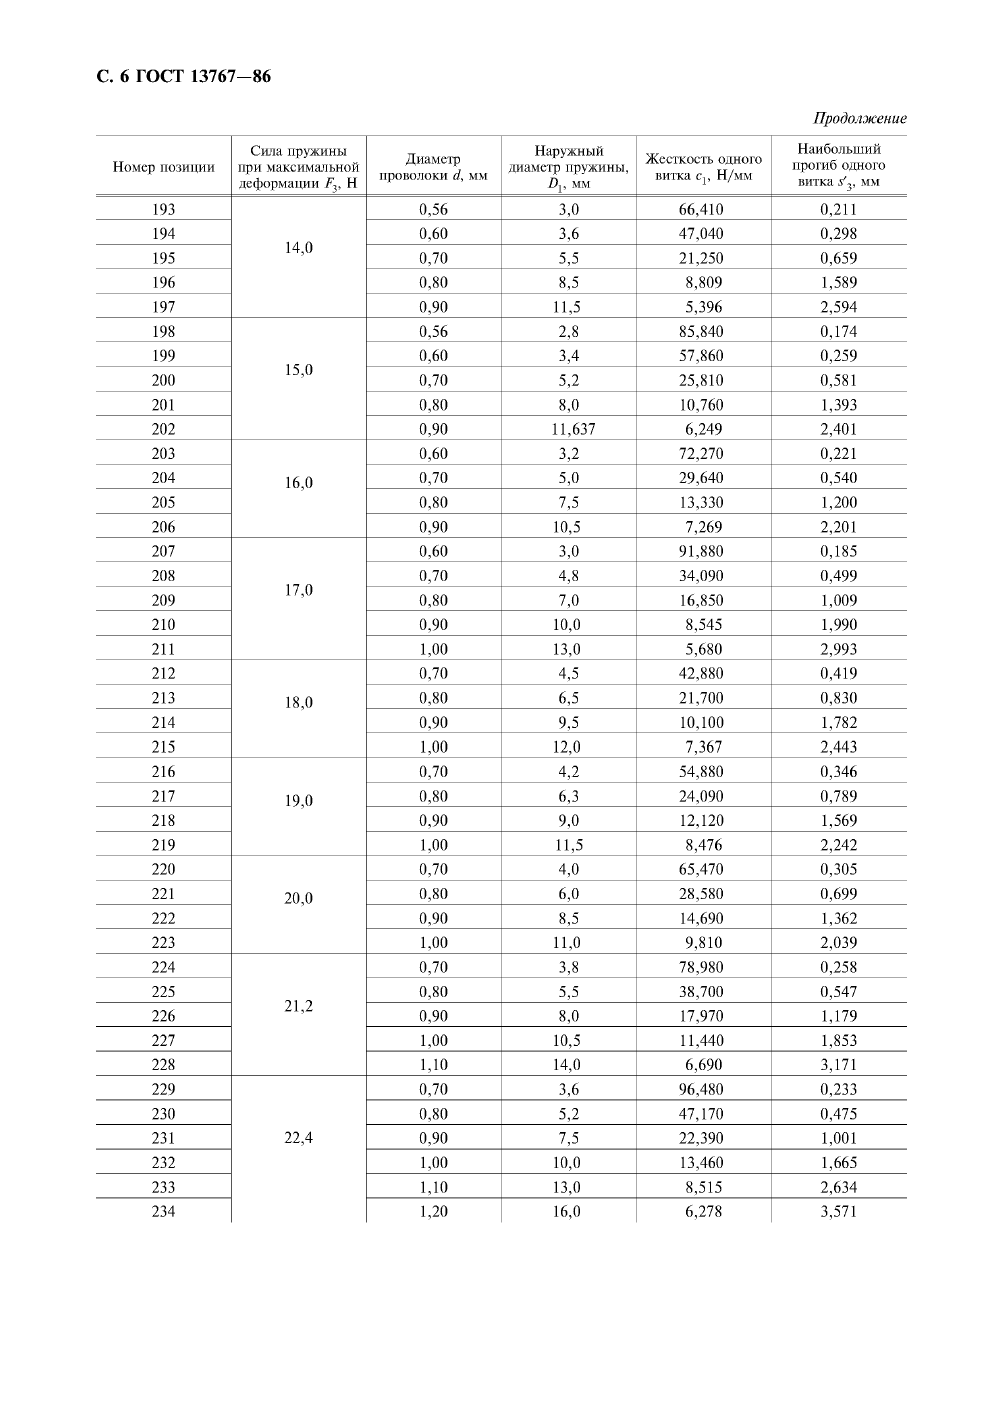 С. 6 ГОСТ 13767—86
Продолжение
Номер позиции
Сила пружины
при максимальной
деформации F3, Н
Диаметр
проволоки d, мм
Наружный
диаметр пружины,
D1, мм
Жесткость одного
витка c1, Н/мм
Наибольший
прогиб одного
витка s′3, мм
193 14,0 0,56 3,0 66,410 0,211
194 0,60 3,6 47,040 0,298
195 0,70 5,5 21,250 0,659
196 0,80 8,5 8,809 1,589
197 0,90 11,5 5,396 2,594
198 15,0 0,56 2,8 85,840 0,174
199 0,60 3,4 57,860 0,259
200 0,70 5,2 25,810 0,581
201 0,80 8,0 10,760 1,393
202 0,90 11,637 6,249 2,401
203 16,0 0,60 3,2 72,270 0,221
204 0,70 5,0 29,640 0,540
205 0,80 7,5 13,330 1,200
206 0,90 10,5 7,269 2,201
207 17,0 0,60 3,0 91,880 0,185
208 0,70 4,8 34,090 0,499
209 0,80 7,0 16,850 1,009
210 0,90 10,0 8,545 1,990
211 1,00 13,0 5,680 2,993
212 18,0 0,70 4,5 42,880 0,419
213 0,80 6,5 21,700 0,830
214 0,90 9,5 10,100 1,782
215 1,00 12,0 7,367 2,443
216 19,0 0,70 4,2 54,880 0,346
217 0,80 6,3 24,090 0,789
218 0,90 9,0 12,120 1,569
219 1,00 11,5 8,476 2,242
220 20,0 0,70 4,0 65,470 0,305
221 0,80 6,0 28,580 0,699
222 0,90 8,5 14,690 1,362
223 1,00 11,0 9,810 2,039
224 21,2 0,70 3,8 78,980 0,258
225 0,80 5,5 38,700 0,547
226 0,90 8,0 17,970 1,179
227 1,00 10,5 11,440 1,853
228 1,10 14,0 6,690 3,171
229 22,4 0,70 3,6 96,480 0,233
230 0,80 5,2 47,170 0,475
231 0,90 7,5 22,390 1,001
232 1,00 10,0 13,460 1,665
233 1,10 13,0 8,515 2,634
234 1,20 16,0 6,278 3,571